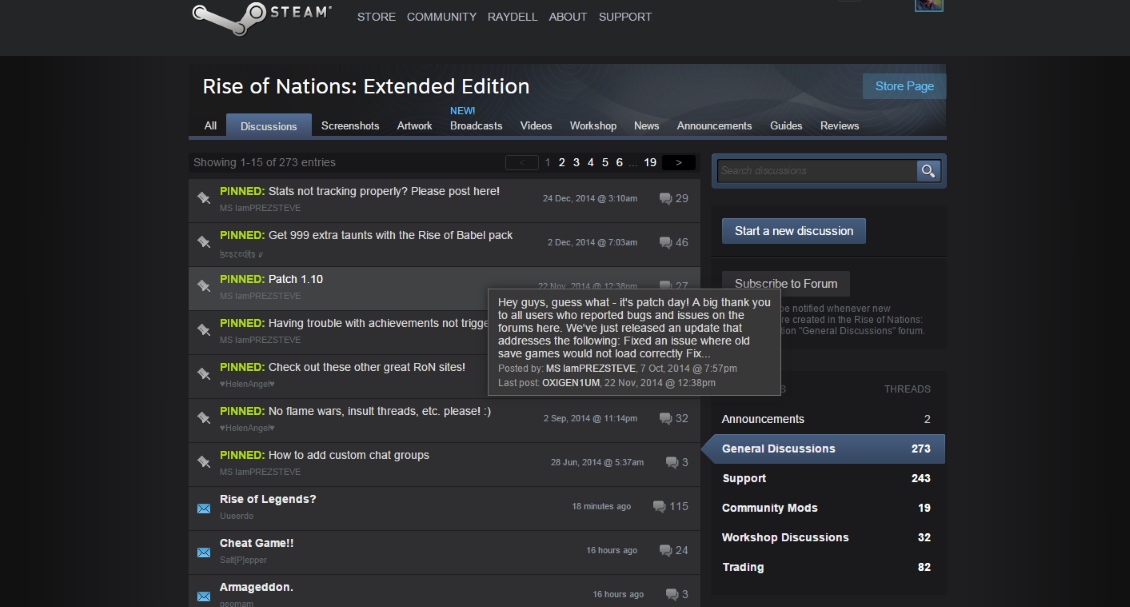 STEAM
STORE COMMUNITY RAYDELL ABOUT SUPPORT
Rise of Nations: Extended Edition
Store Page
NEW!
All Discussions Screenshots Artwork Broadcasts Videos Workshop News Announcements Guides Reviews
Showing 1-15 of 273 entries
< 1 2 3 4 5 6 ... 19 >
Search discussions
PINNED: Stats not tracking properly? Please post here!
MS IamPREZSTEVE
24 Dec, 2014 @ 3:10am 29
PINNED: Get 999 extra taunts with the Rise of Babel pack
2 Dec, 2014 @ 7:03am 46
PINNED: Patch 1.10
MS IamPREZSTEVE
22 Nov, 2014 @ 12:38pm 27
Hey guys, guess what - it's patch day! A big thank you
to all users who reported bugs and issues on the
forums here. We've just released an update that
addresses the following: Fixed an issue where old
save games would not load correctly Fix...
Posted by: MS IamPREZSTEVE, 7 Oct, 2014 @ 7:57pm
Last post: OXIGEN1UM, 22 Nov, 2014 @ 12:38pm
PINNED: Having trouble with achievements not trigge
MS IamPREZSTEVE
PINNED: Check out these other great RoN sites!
♥HelenAngel♥
PINNED: No flame wars, insult threads, etc. please! :)
♥HelenAngel♥
2 Sep, 2014 @ 11:14pm 32
PINNED: How to add custom chat groups
MS IamPREZSTEVE
28 Jun, 2014 @ 5:37am 3
Rise of Legends?
Uueerdo
18 minutes ago 115
Cheat Game!!
Salt[P]epper
16 hours ago 24
Armageddon.
16 hours ago 3
Start a new discussion
Subscribe to Forum
be notified whenever new
re created in the Rise of Nations:
tion "General Discussions" forum.
S THREADS
Announcements 2
General Discussions 273
Support 243
Community Mods 19
Workshop Discussions 32
Trading 82